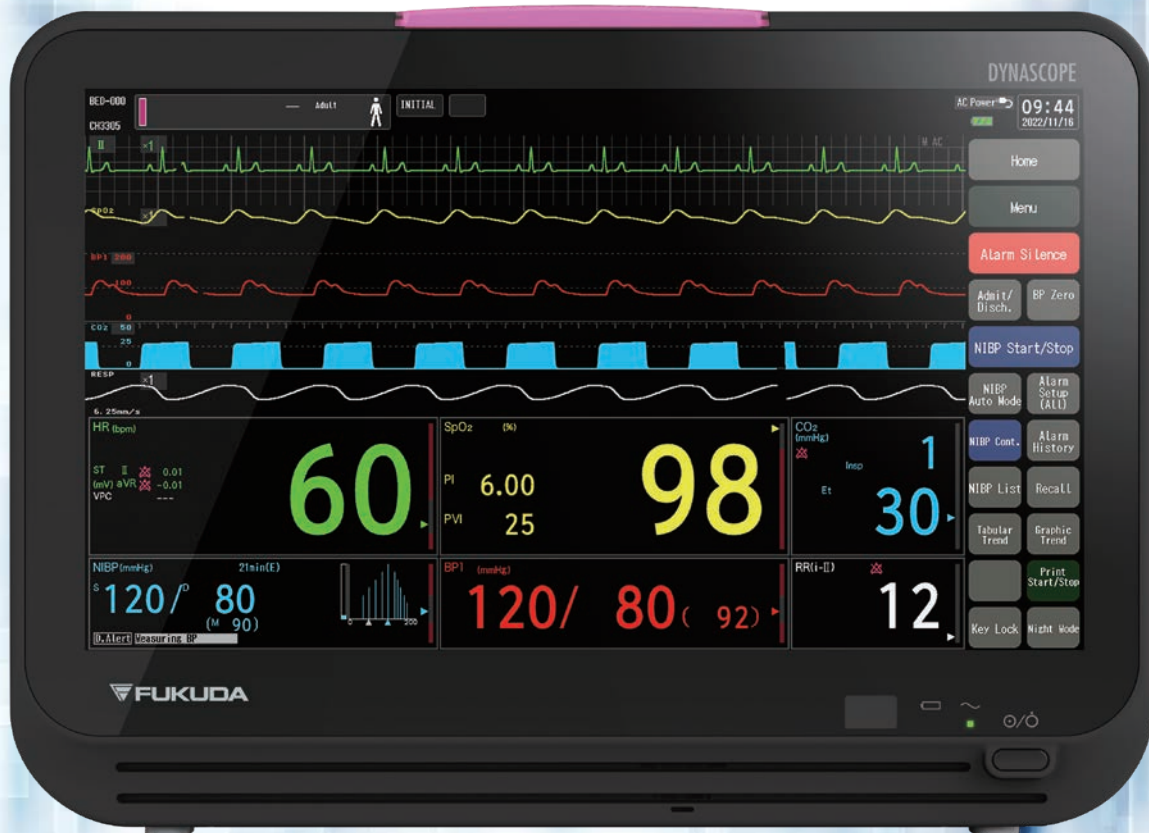 DYNASCOPE
BED-000
CH3305
Adult
INITIAL
AC Power
09:44
2022/11/16
II ×1
M AC
SpO2 ×1
BP1 200
100
0
CO2 50
25
0
RESP ×1
6.25mm/s
HR (bpm)
60
ST II 0.01
(mV) aVR -0.01
VPC ---
SpO2 (%)
98
PI 6.00
PVI 25
CO2
(mmHg)
Insp 1
Et 30
NIBP (mmHg) 21min(E)
S 120/ D 80
(M 90)
0 200
D.Alert Measuring BP
BP1 (mmHg)
120/ 80 ( 92)
RR(i-II)
12
Home
Menu
Alarm Silence
Admit/
Disch.
BP Zero
NIBP Start/Stop
NIBP
Auto Mode
Alarm
Setup
(ALL)
NIBP Cont.
Alarm
History
NIBP List
Recall
Tabular
Trend
Graphic
Trend
Print
Start/Stop
Key Lock
Night Mode
FUKUDA